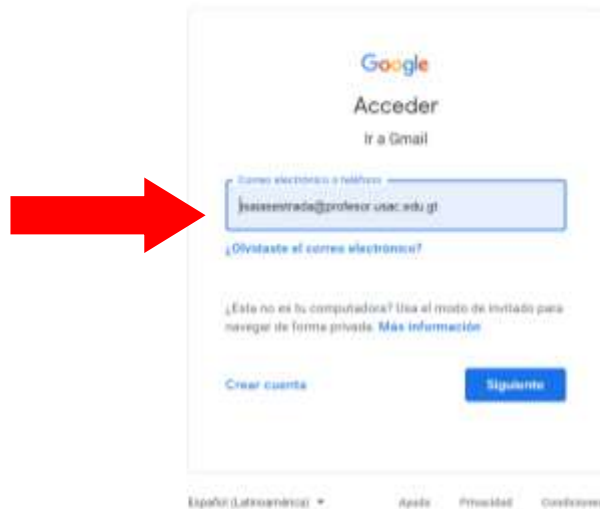 Google
Acceder
Ir a Gmail
Correo electrónico o teléfono
@profesor.usac.edu.gt
¿Olvidaste el correo electrónico?
¿Esta no es tu computadora? Usa el modo de invitado para
navegar de forma privada. Más información
Crear cuenta
Siguiente
Español (Latinoamérica)
Ayuda Privacidad Condiciones